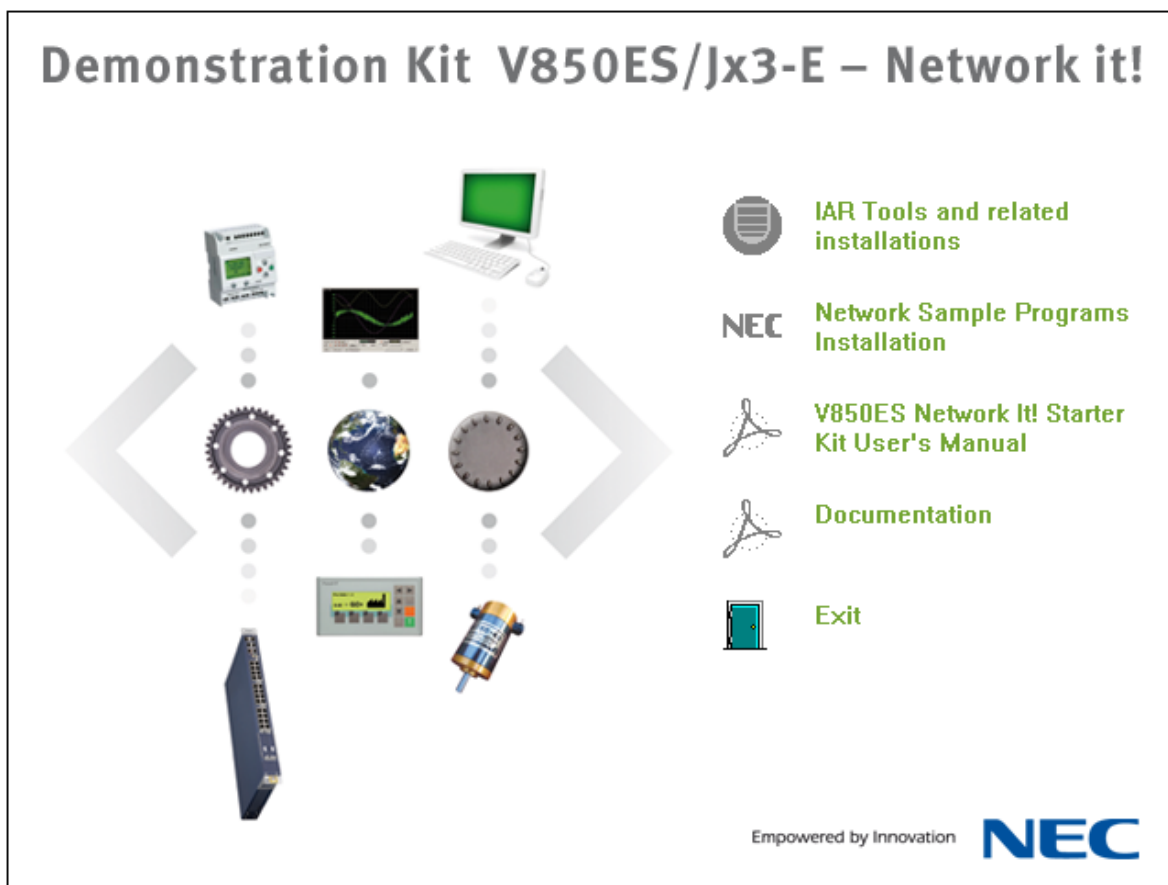 Demonstration Kit V850ES/Jx3-E – Network it!
IAR Tools and related
installations
NEC
Network Sample Programs
Installation
V850ES Network It! Starter
Kit User's Manual
Documentation
Exit
Empowered by Innovation
NEC